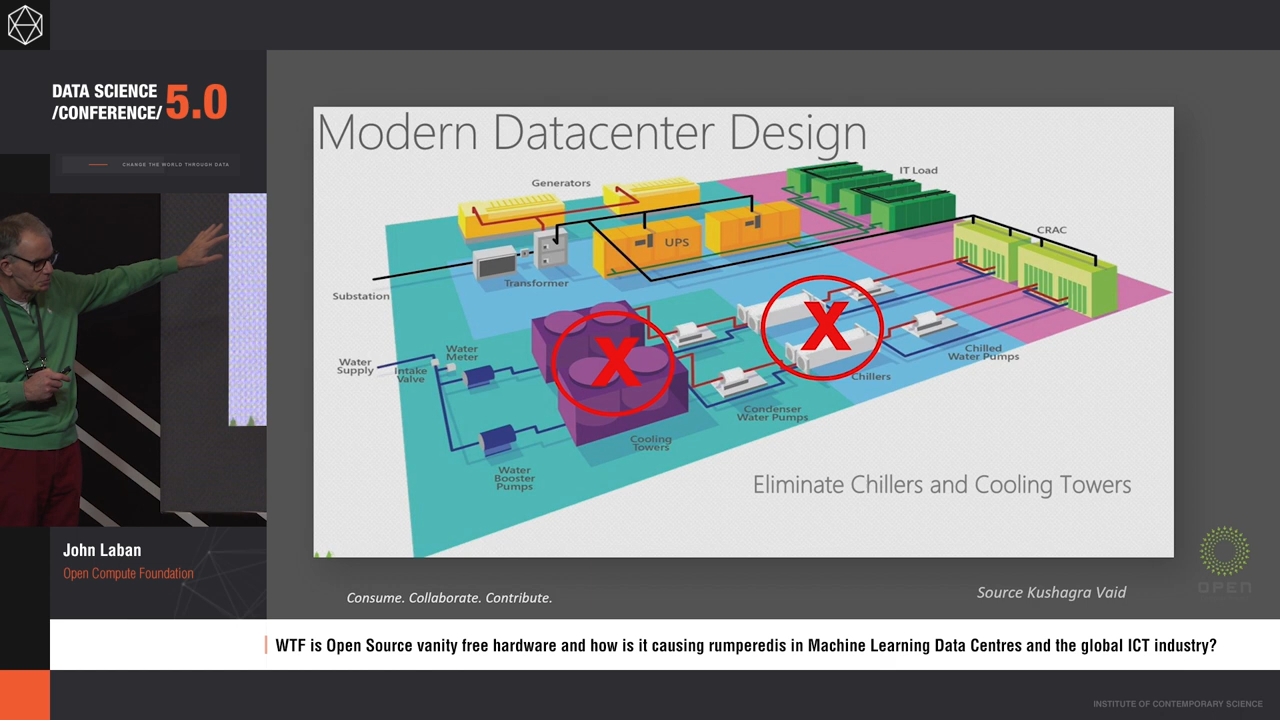 DATA SCIENCE
/CONFERENCE/
5.0
CHANGE THE WORLD THROUGH DATA
Modern Datacenter Design
Generators
IT Load
UPS
CRAC
Transformer
Substation
Water
Supply
Intake
Valve
Water
Meter
Chilled
Water Pumps
Chillers
Condenser
Water Pumps
Cooling
Towers
Water
Booster
Pumps
X
X
Eliminate Chillers and Cooling Towers
John Laban
Open Compute Foundation
Consume. Collaborate. Contribute.
Source Kushagra Vaid
OPEN
WTF is Open Source vanity free hardware and how is it causing rumperedis in Machine Learning Data Centres and the global ICT industry?
INSTITUTE OF CONTEMPORARY SCIENCE